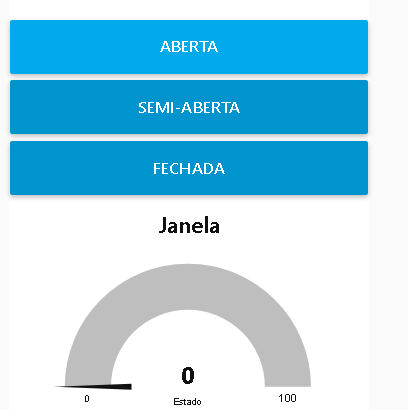 ABERTA
SEMI-ABERTA
FECHADA
Janela
0
0
Estado
100